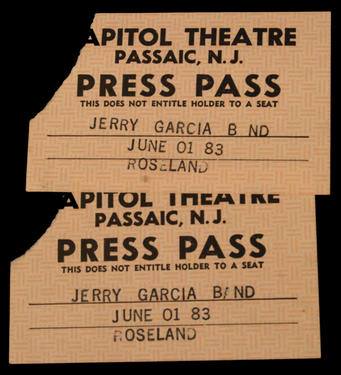 APITOL THEATRE
PASSAIC, N. J.
PRESS PASS
THIS DOES NOT ENTITLE HOLDER TO A SEAT
JERRY GARCIA B ND
JUNE 01 83
ROSELAND
APITOL THEATRE
PASSAIC, N. J.
PRESS PASS
THIS DOES NOT ENTITLE HOLDER TO A SEAT
JERRY GARCIA BAND
JUNE 01 83
ROSELAND